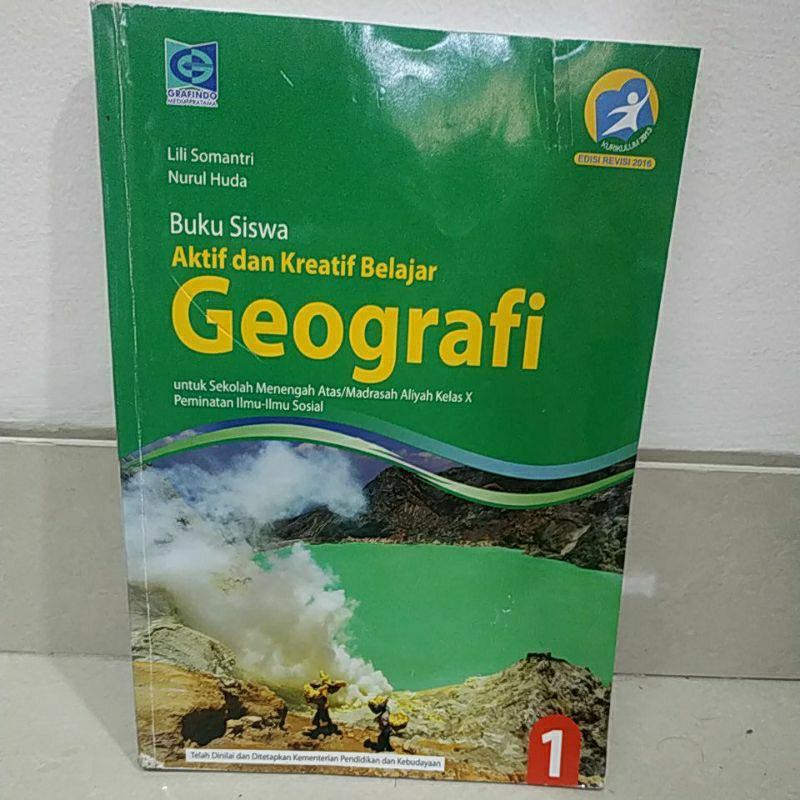 GRAFINDO
MEDIA PRATAMA
KURIKULUM 2013
EDISI REVISI 2016
Lili Somantri
Nurul Huda
Buku Siswa
Aktif dan Kreatif Belajar
Geografi
untuk Sekolah Menengah Atas/Madrasah Aliyah Kelas X
Peminatan Ilmu-Ilmu Sosial
Telah Dinilai dan Ditetapkan Kementerian Pendidikan dan Kebudayaan
1